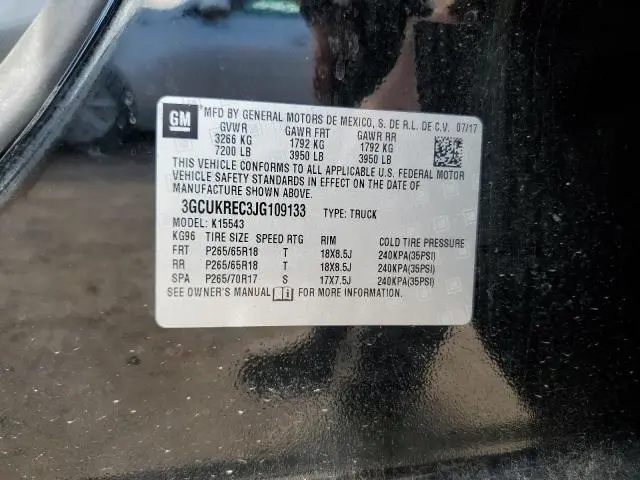 GM *MFD BY GENERAL MOTORS DE MEXICO, S. DE R.L. DE C.V. 07/17
GVWR GAWR FRT GAWR RR
3266 KG 1792 KG 1792 KG
7200 LB 3950 LB 3950 LB
THIS VEHICLE CONFORMS TO ALL APPLICABLE U.S. FEDERAL MOTOR
VEHICLE SAFETY STANDARDS IN EFFECT ON THE DATE OF
MANUFACTURE SHOWN ABOVE.
3GCUKREC3JG109133 TYPE: TRUCK
MODEL: K15543
KG96 TIRE SIZE SPEED RTG RIM COLD TIRE PRESSURE
FRT P265/65R18 T 18X8.5J 240KPA(35PSI)
RR P265/65R18 T 18X8.5J 240KPA(35PSI)
SPA P265/70R17 S 17X7.5J 240KPA(35PSI)
SEE OWNER'S MANUAL i FOR MORE INFORMATION